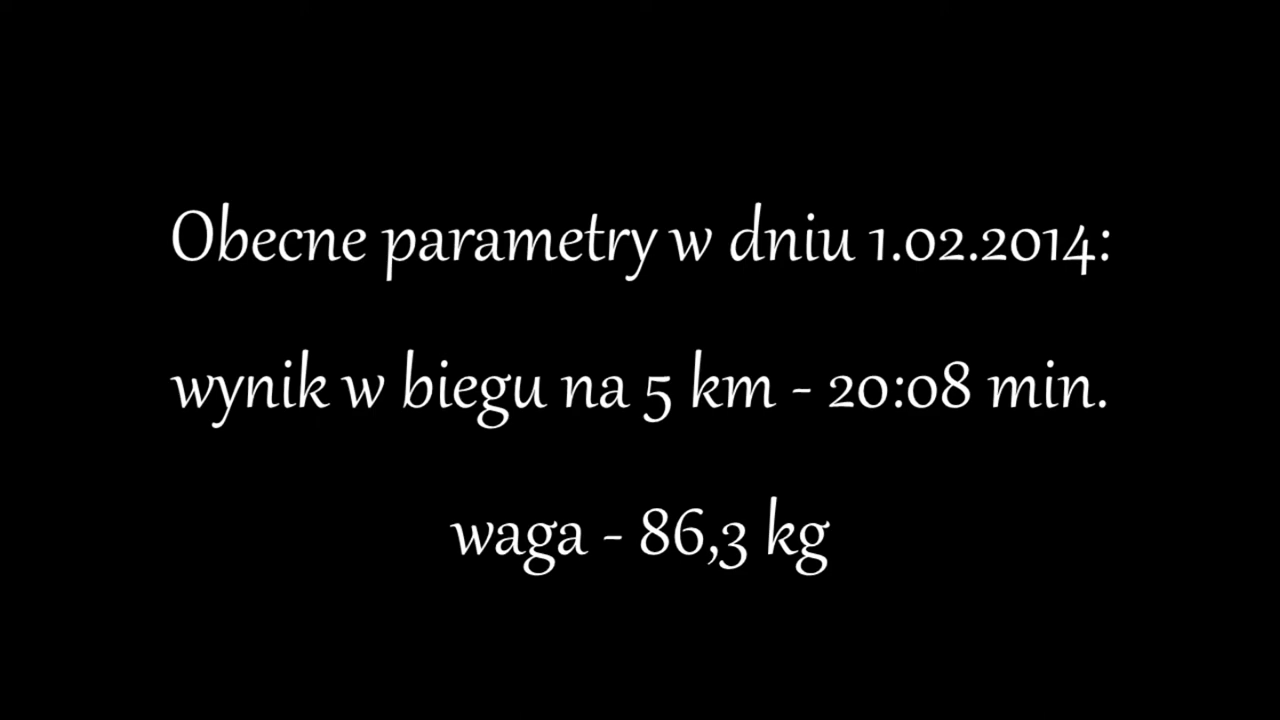 Obecne parametry w dniu 1.02.2014:
wynik w biegu na 5 km - 20:08 min.
waga - 86,3 kg